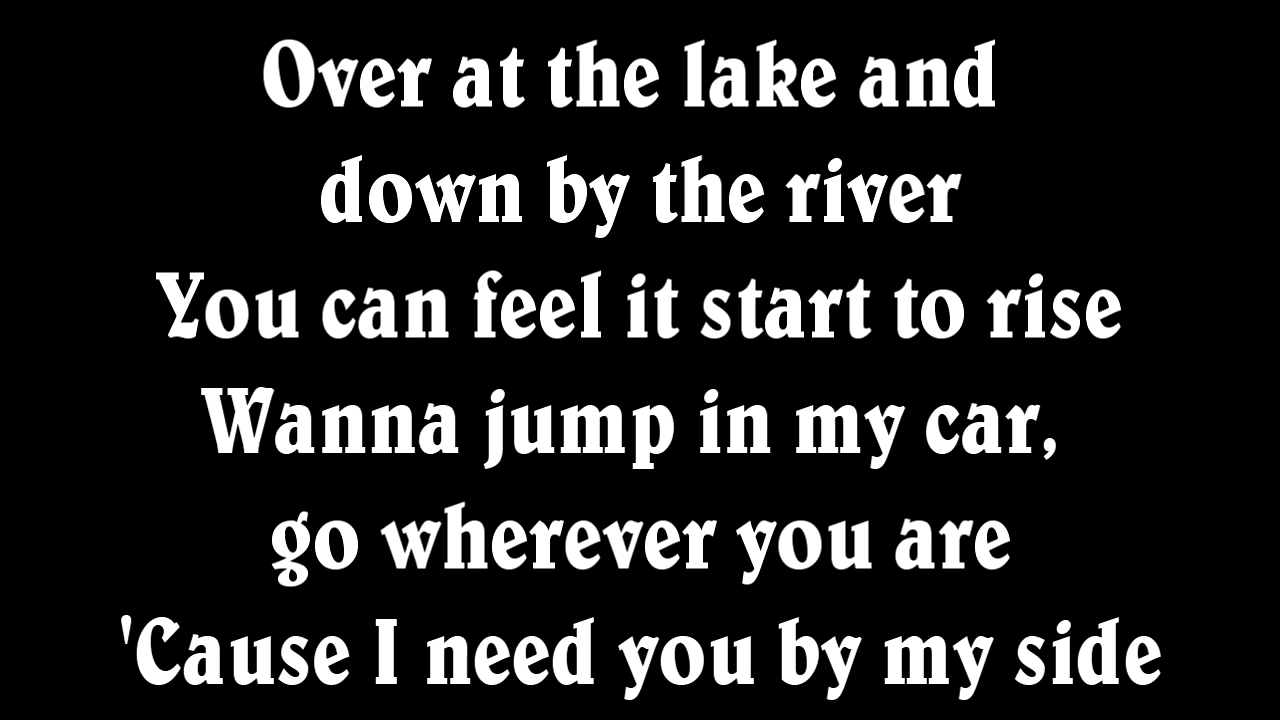 Over at the lake and
down by the river
You can feel it start to rise
Wanna jump in my car,
go wherever you are
'Cause I need you by my side